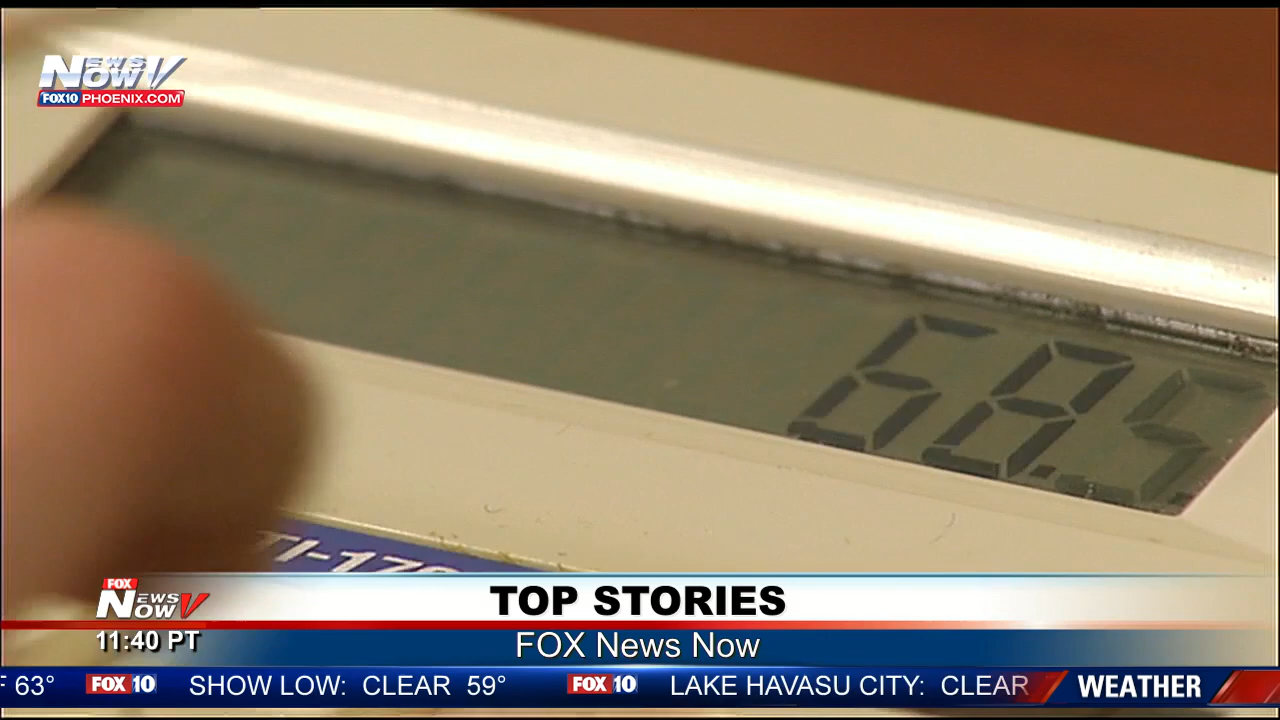 NEWS
NOW
FOX10 PHOENIX.COM
68.5
TOP STORIES
FOX
NEWS
NOW
11:40 PT
FOX News Now
F 63° FOX 10 SHOW LOW: CLEAR 59° FOX 10 LAKE HAVASU CITY: CLEAR WEATHER